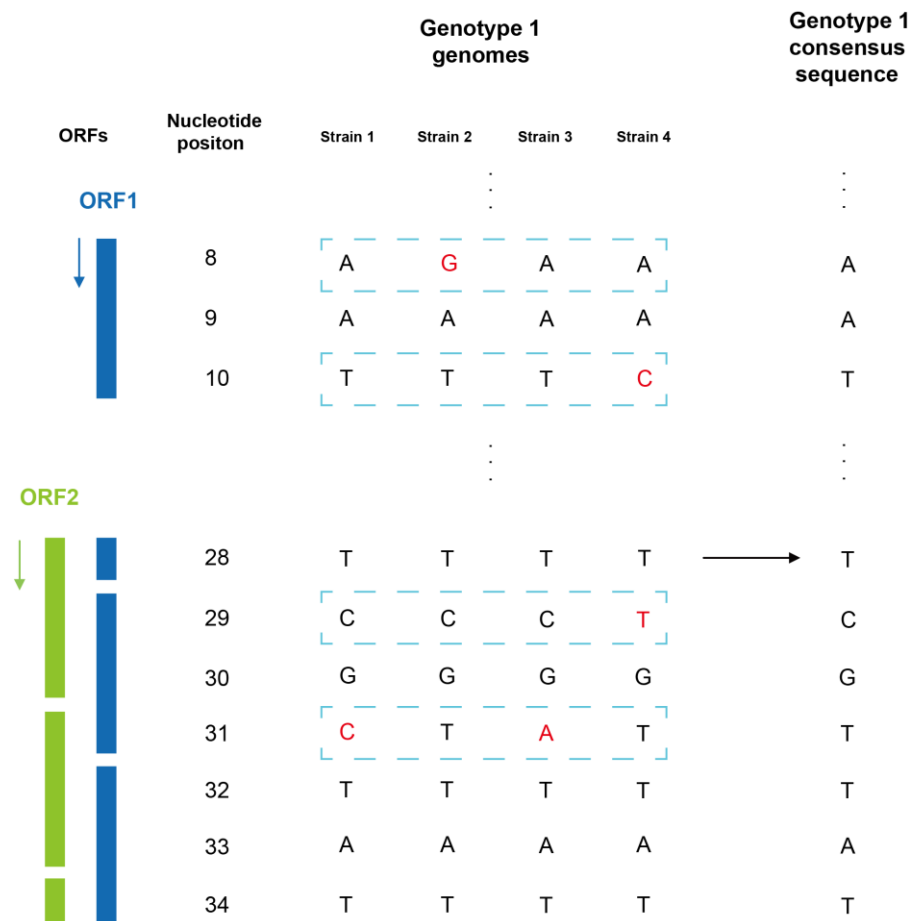 Genotype 1
genomes
Genotype 1
consensus
sequence
ORFs
Nucleotide
positon
Strain 1 Strain 2 Strain 3 Strain 4
ORF1
8 A G A A A
9 A A A A A
10 T T T C T
ORF2
28 T T T T T
29 C C C T C
30 G G G G G
31 C T A T T
32 T T T T T
33 A A A A A
34 T T T T T